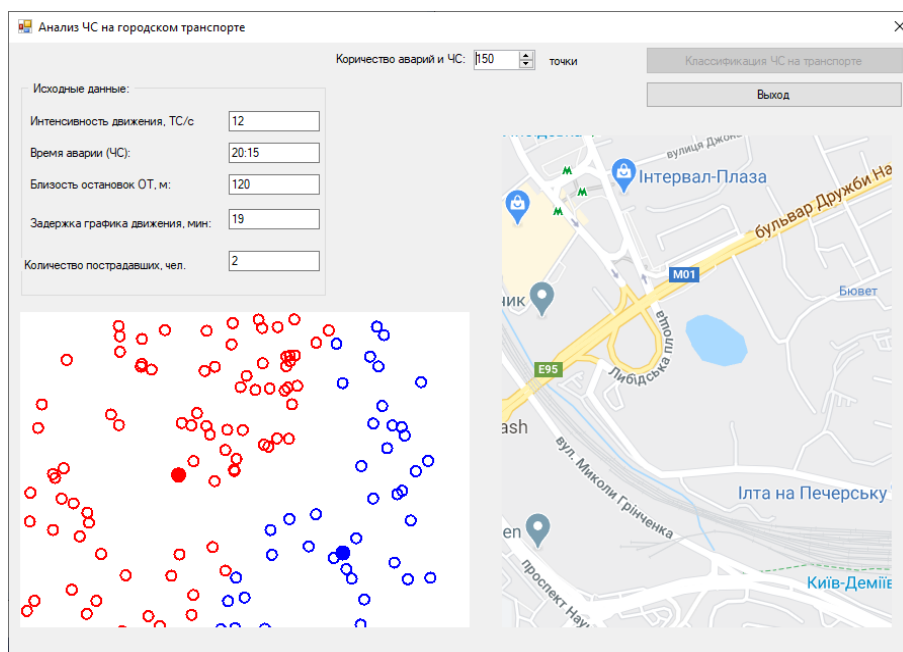 Анализ ЧС на городском транспорте
Коричество аварий и ЧС: 150 точки
Классификация ЧС на транспорте
Выход
Исходные данные:
Интенсивность движения, ТС/с 12
Время аварии (ЧС): 20:15
Близость остановок ОТ, м: 120
Задержка графика движения, мин: 19
Количество пострадавших, чел. 2
вулиця
Інтервал-Плаза
бульвар Дружби На
M01
Бювет
ник
Либідська площа
E95
ash
вул. Миколи Грінченка
Ілта на Печерську
en
проспект Наук
Київ-Деміїв